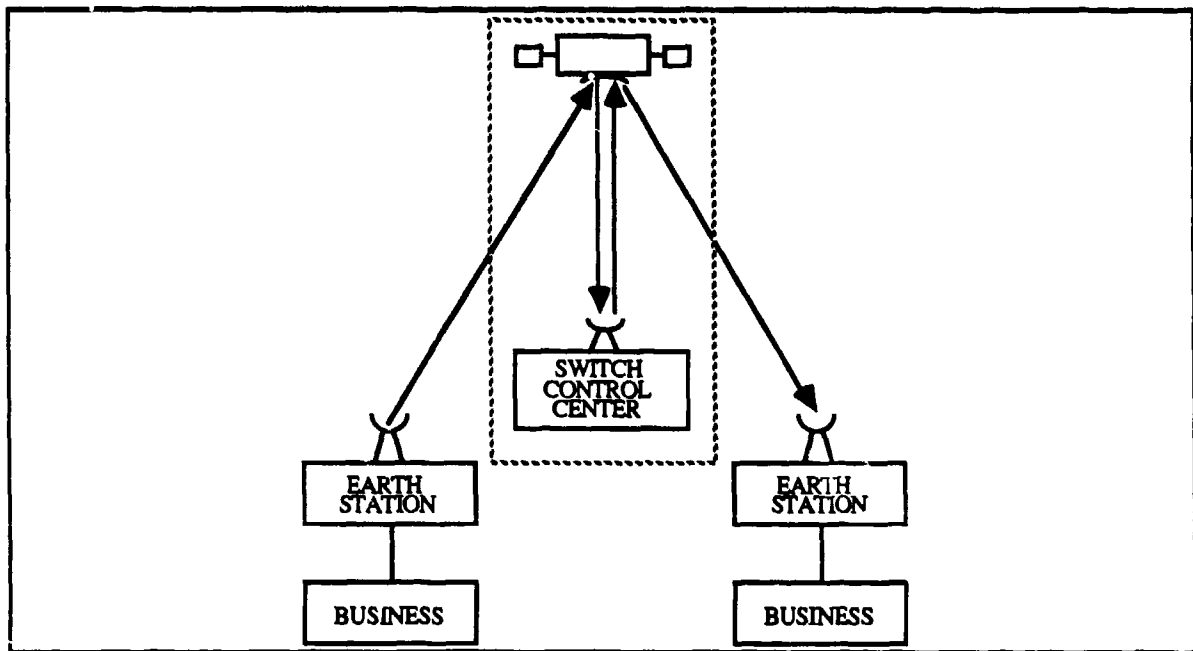 SWITCH
CONTROL
CENTER
EARTH
STATION
EARTH
STATION
BUSINESS
BUSINESS